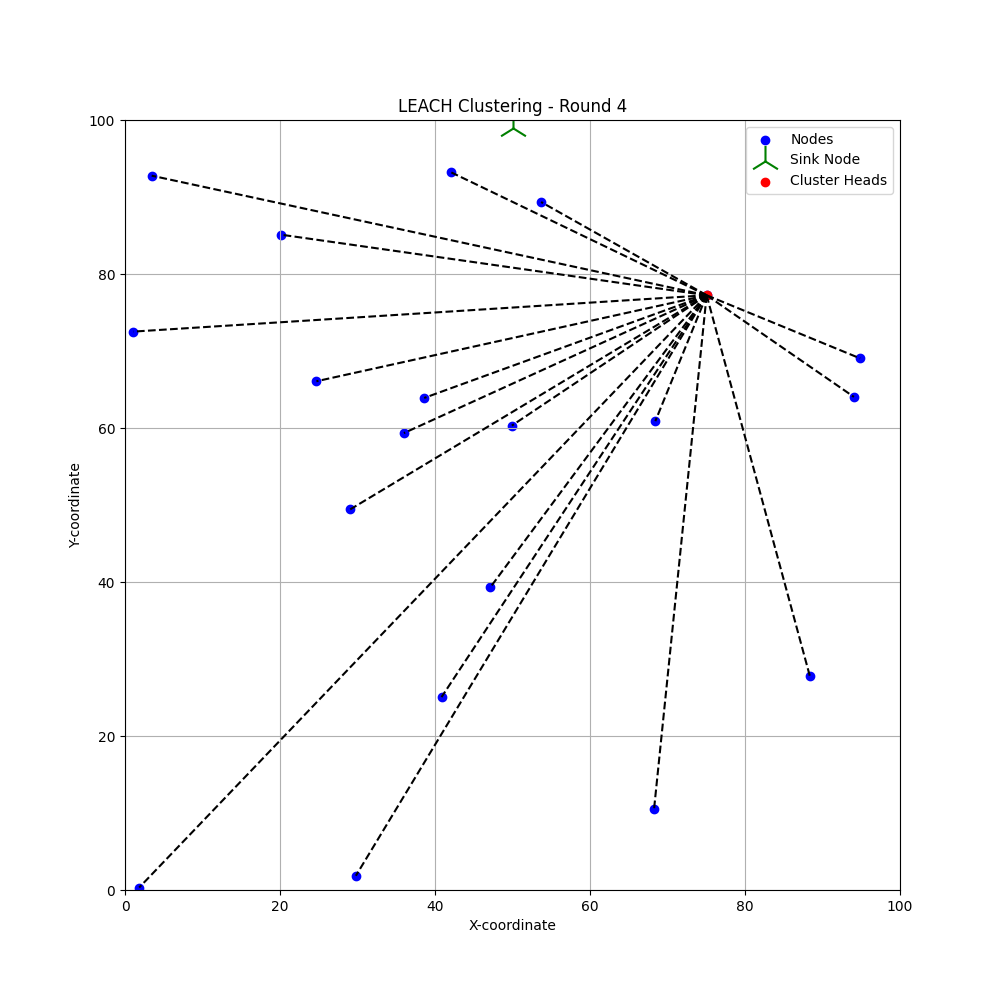 LEACH Clustering - Round 4
Nodes
Sink Node
Cluster Heads
100
80
60
40
20
0
Y-coordinate
0 20 40 60 80 100
X-coordinate